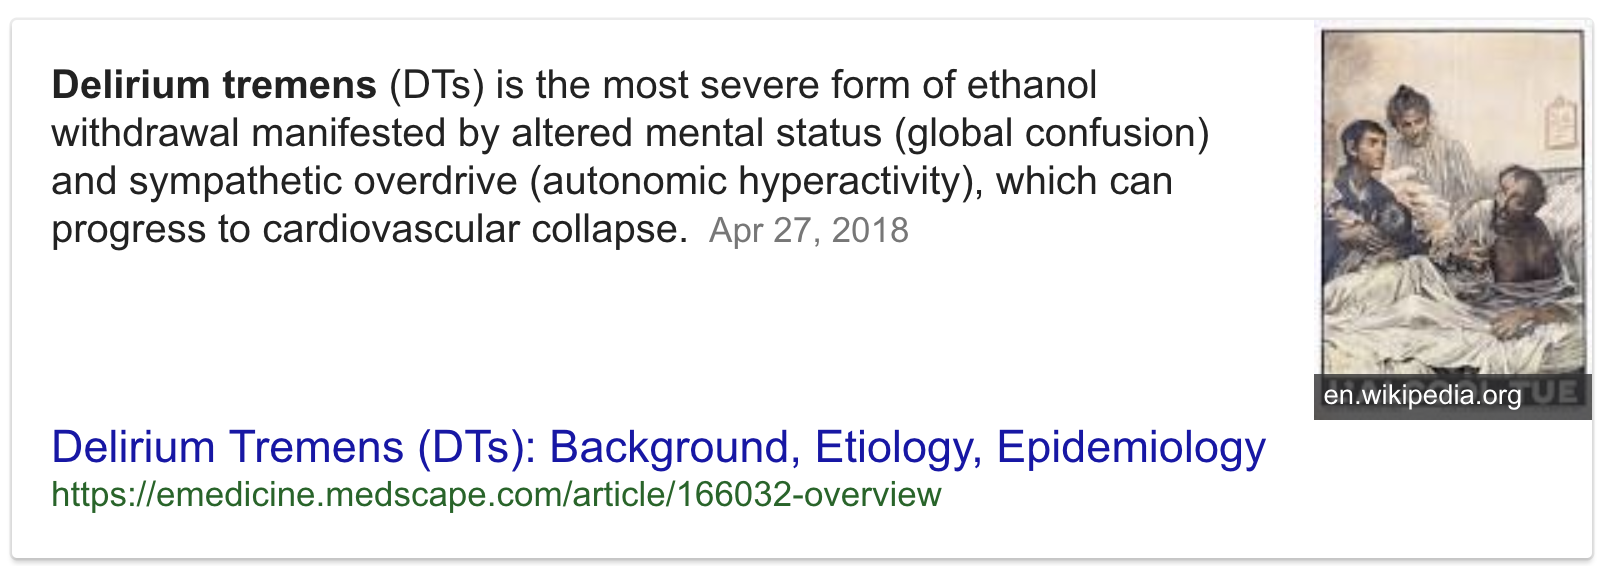 Delirium tremens (DTs) is the most severe form of ethanol
withdrawal manifested by altered mental status (global confusion)
and sympathetic overdrive (autonomic hyperactivity), which can
progress to cardiovascular collapse. Apr 27, 2018
en.wikipedia.org
Delirium Tremens (DTs): Background, Etiology, Epidemiology
https://emedicine.medscape.com/article/166032-overview